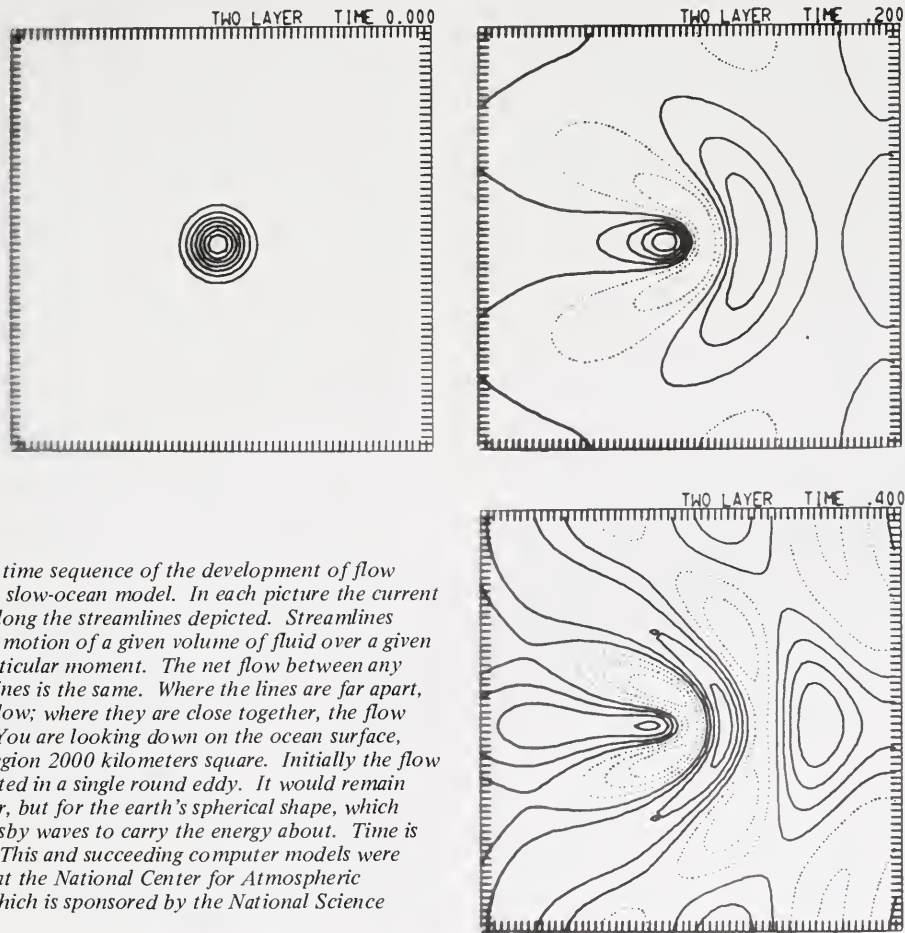 TWO LAYER TIME 0.000
TWO LAYER TIME .200
TWO LAYER TIME .400
time sequence of the development of flow
slow-ocean model. In each picture the current
long the streamlines depicted. Streamlines
motion of a given volume of fluid over a given
ticular moment. The net flow between any
lines is the same. Where the lines are far apart,
low; where they are close together, the flow
You are looking down on the ocean surface,
gion 2000 kilometers square. Initially the flow
ted in a single round eddy. It would remain
r, but for the earth's spherical shape, which
sby waves to carry the energy about. Time is
This and succeeding computer models were
at the National Center for Atmospheric
hich is sponsored by the National Science